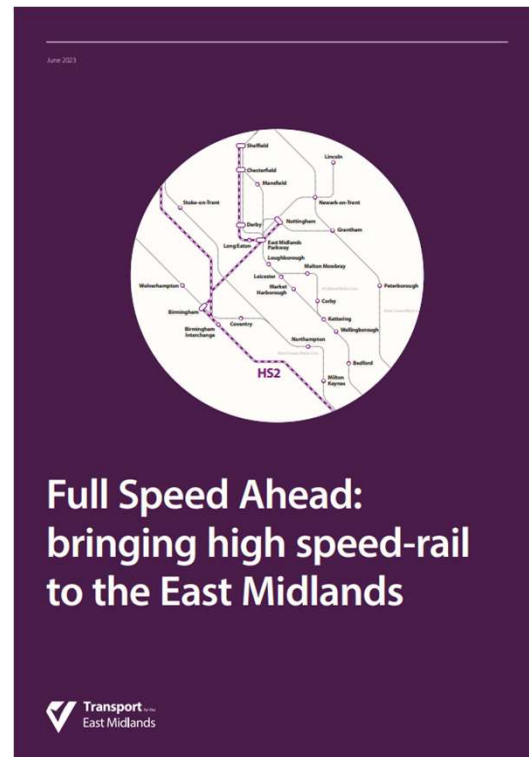 June 2023
Sheffield
Lincoln
Chesterfield
Mansfield
Stoke-on-Trent
Newark-on-Trent
Nottingham
Derby
Grantham
Long Eaton
East Midlands
Parkway
Loughborough
Melton Mowbray
Leicester
Wolverhampton
Market
Harborough
Peterborough
Corby
Birmingham
Kettering
Coventry
Birmingham
Interchange
Wellingborough
Northampton
Bedford
HS2
Milton
Keynes
Full Speed Ahead:
bringing high speed-rail
to the East Midlands
Transport for the
East Midlands